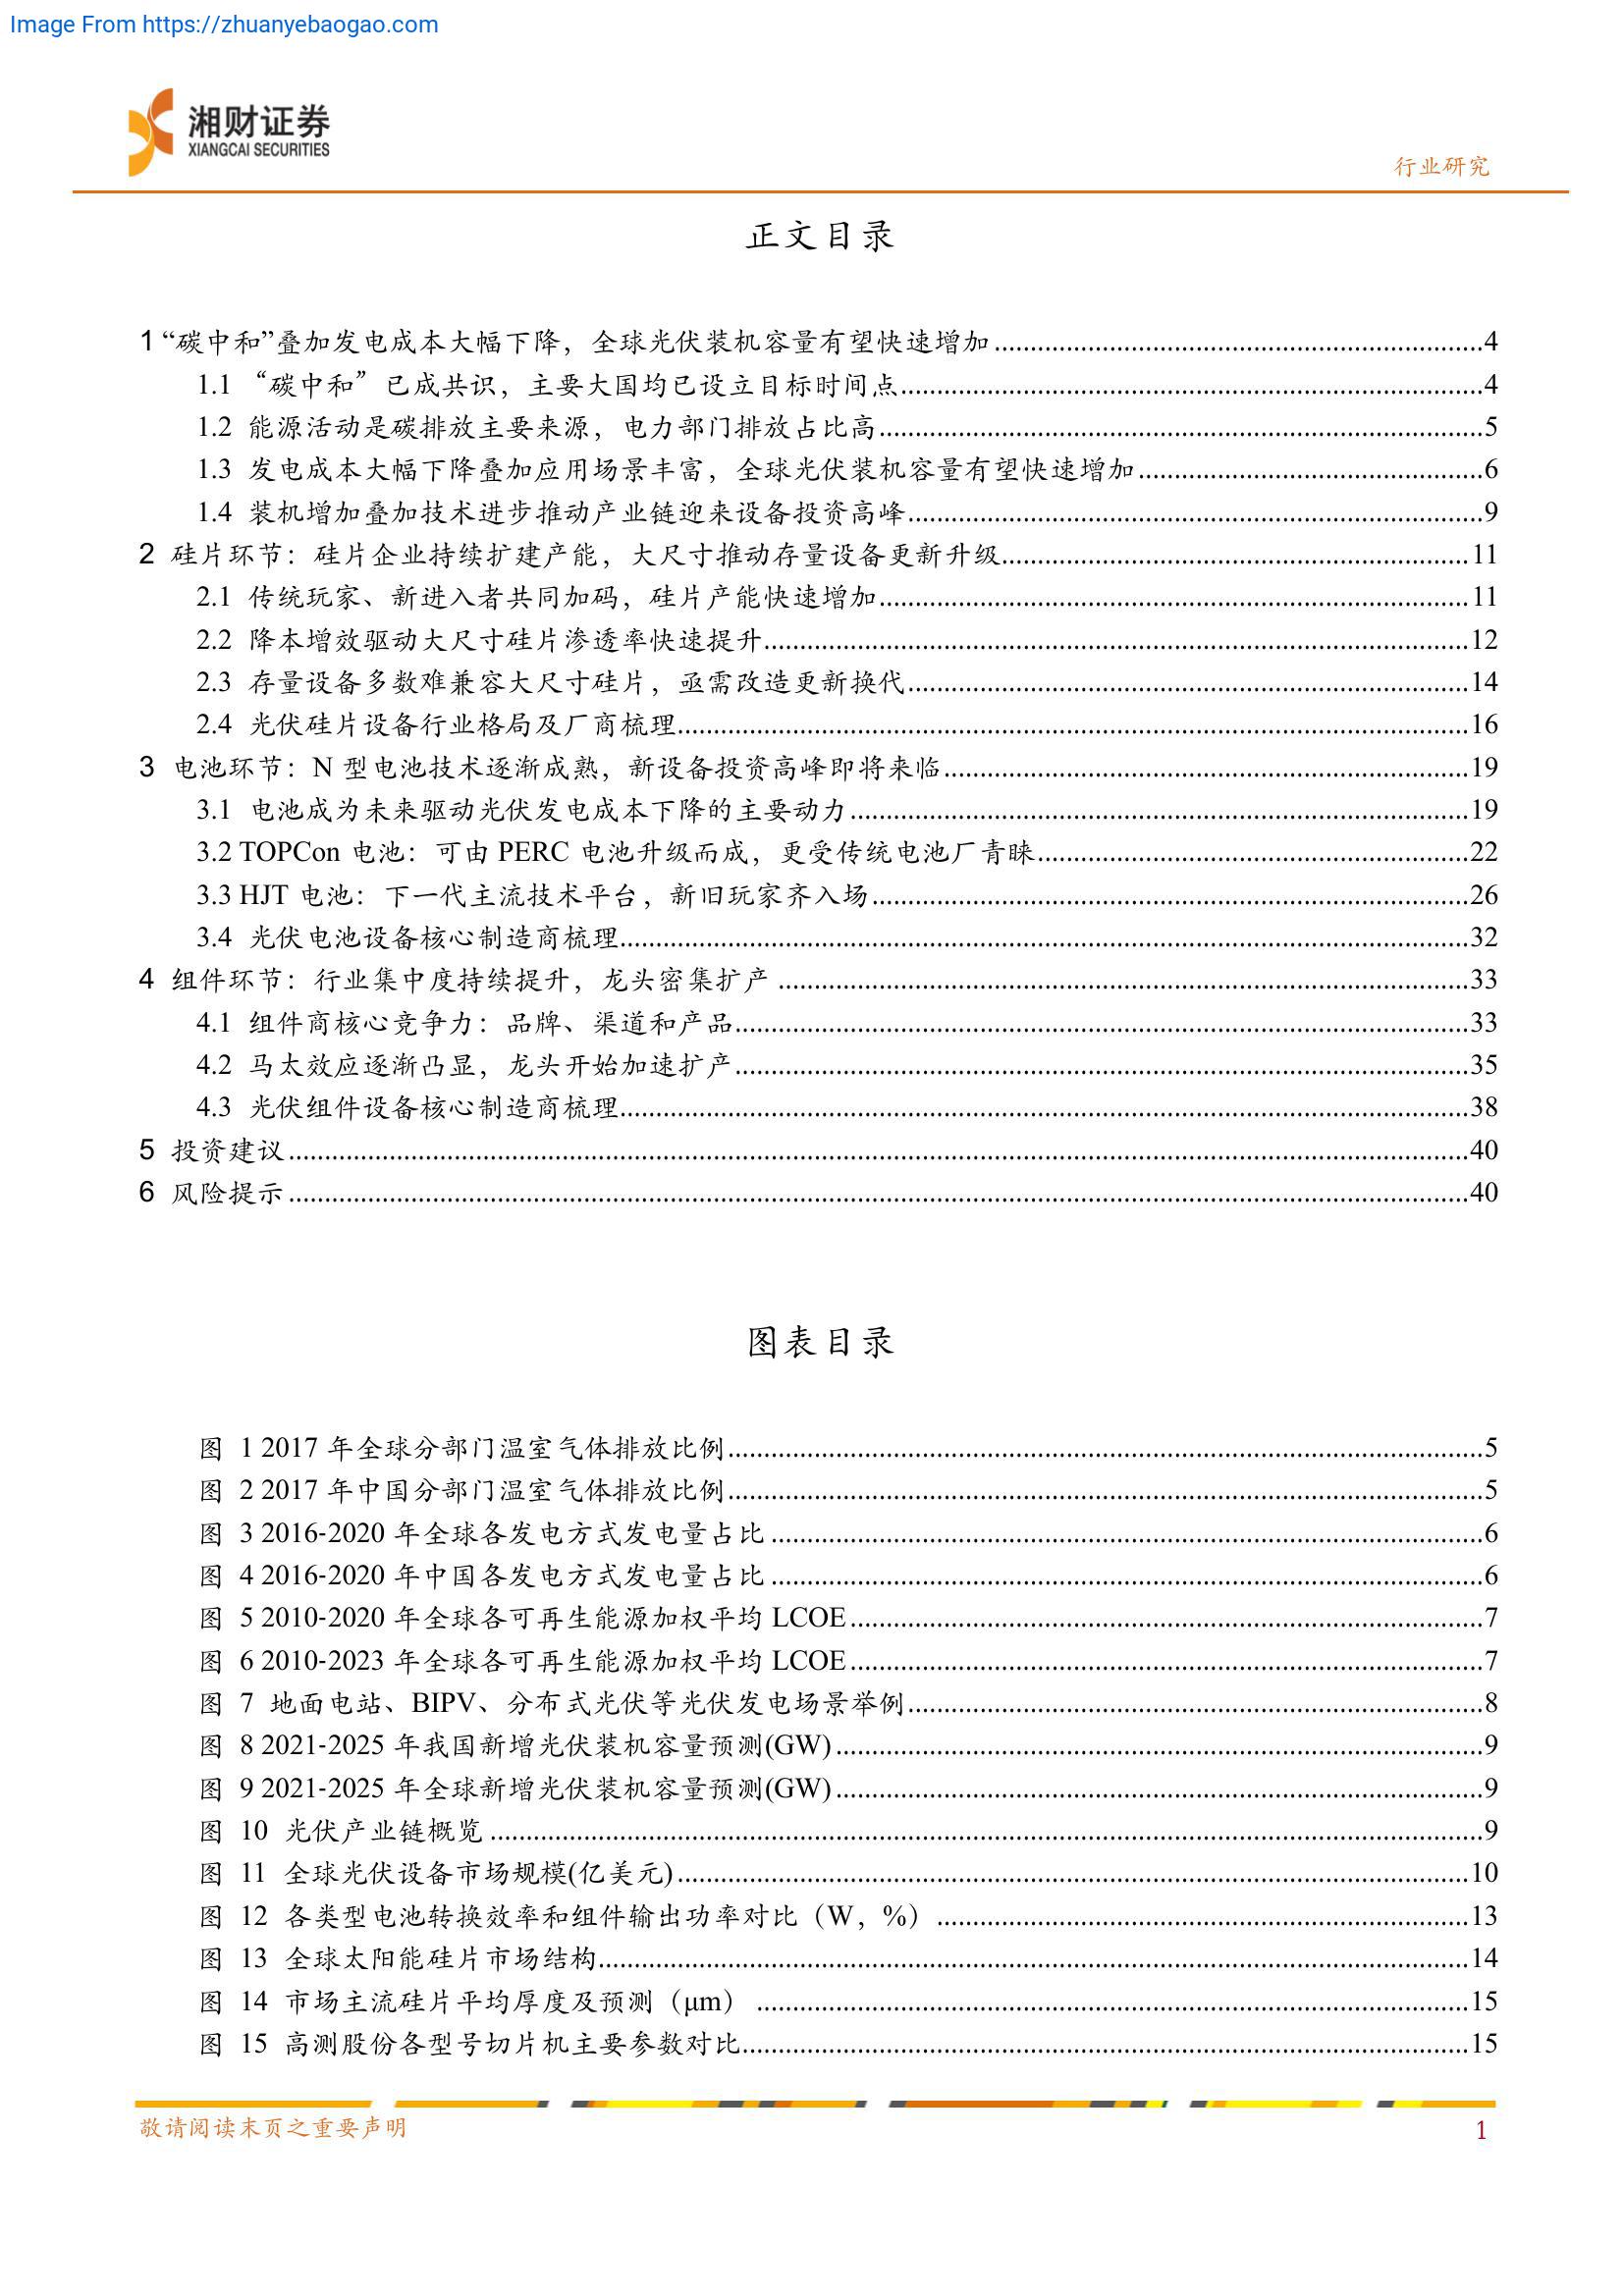 Image From https://zhuanyebaogao.com
湘财证券
XIANGCAI SECURITIES
行业研究
正文目录
1 “碳中和”叠加发电成本大幅下降，全球光伏装机容量有望快速增加....................4
1.1 “碳中和”已成共识，主要大国均已设立目标时间点....................4
1.2 能源活动是碳排放主要来源，电力部门排放占比高....................5
1.3 发电成本大幅下降叠加应用场景丰富，全球光伏装机容量有望快速增加....................6
1.4 装机增加叠加技术进步推动产业链迎来设备投资高峰....................9
2 硅片环节：硅片企业持续扩建产能，大尺寸推动存量设备更新升级....................11
2.1 传统玩家、新进入者共同加码，硅片产能快速增加....................11
2.2 降本增效驱动大尺寸硅片渗透率快速提升....................12
2.3 存量设备多数难兼容大尺寸硅片，亟需改造更新换代....................14
2.4 光伏硅片设备行业格局及厂商梳理....................16
3 电池环节：N 型电池技术逐渐成熟，新设备投资高峰即将来临....................19
3.1 电池成为未来驱动光伏发电成本下降的主要动力....................19
3.2 TOPCon 电池：可由 PERC 电池升级而成，更受传统电池厂青睐....................22
3.3 HJT 电池：下一代主流技术平台，新旧玩家齐入场....................26
3.4 光伏电池设备核心制造商梳理....................32
4 组件环节：行业集中度持续提升，龙头密集扩产....................33
4.1 组件商核心竞争力：品牌、渠道和产品....................33
4.2 马太效应逐渐凸显，龙头开始加速扩产....................35
4.3 光伏组件设备核心制造商梳理....................38
5 投资建议....................40
6 风险提示....................40
图表目录
图 1 2017 年全球分部门温室气体排放比例....................5
图 2 2017 年中国分部门温室气体排放比例....................5
图 3 2016-2020 年全球各发电方式发电量占比....................6
图 4 2016-2020 年中国各发电方式发电量占比....................6
图 5 2010-2020 年全球各可再生能源加权平均 LCOE....................7
图 6 2010-2023 年全球各可再生能源加权平均 LCOE....................7
图 7 地面电站、BIPV、分布式光伏等光伏发电场景举例....................8
图 8 2021-2025 年我国新增光伏装机容量预测(GW)....................9
图 9 2021-2025 年全球新增光伏装机容量预测(GW)....................9
图 10 光伏产业链概览....................9
图 11 全球光伏设备市场规模(亿美元)....................10
图 12 各类型电池转换效率和组件输出功率对比（W，%）....................13
图 13 全球太阳能硅片市场结构....................14
图 14 市场主流硅片平均厚度及预测（μm）....................15
图 15 高测股份各型号切片机主要参数对比....................15
敬请阅读末页之重要声明
1